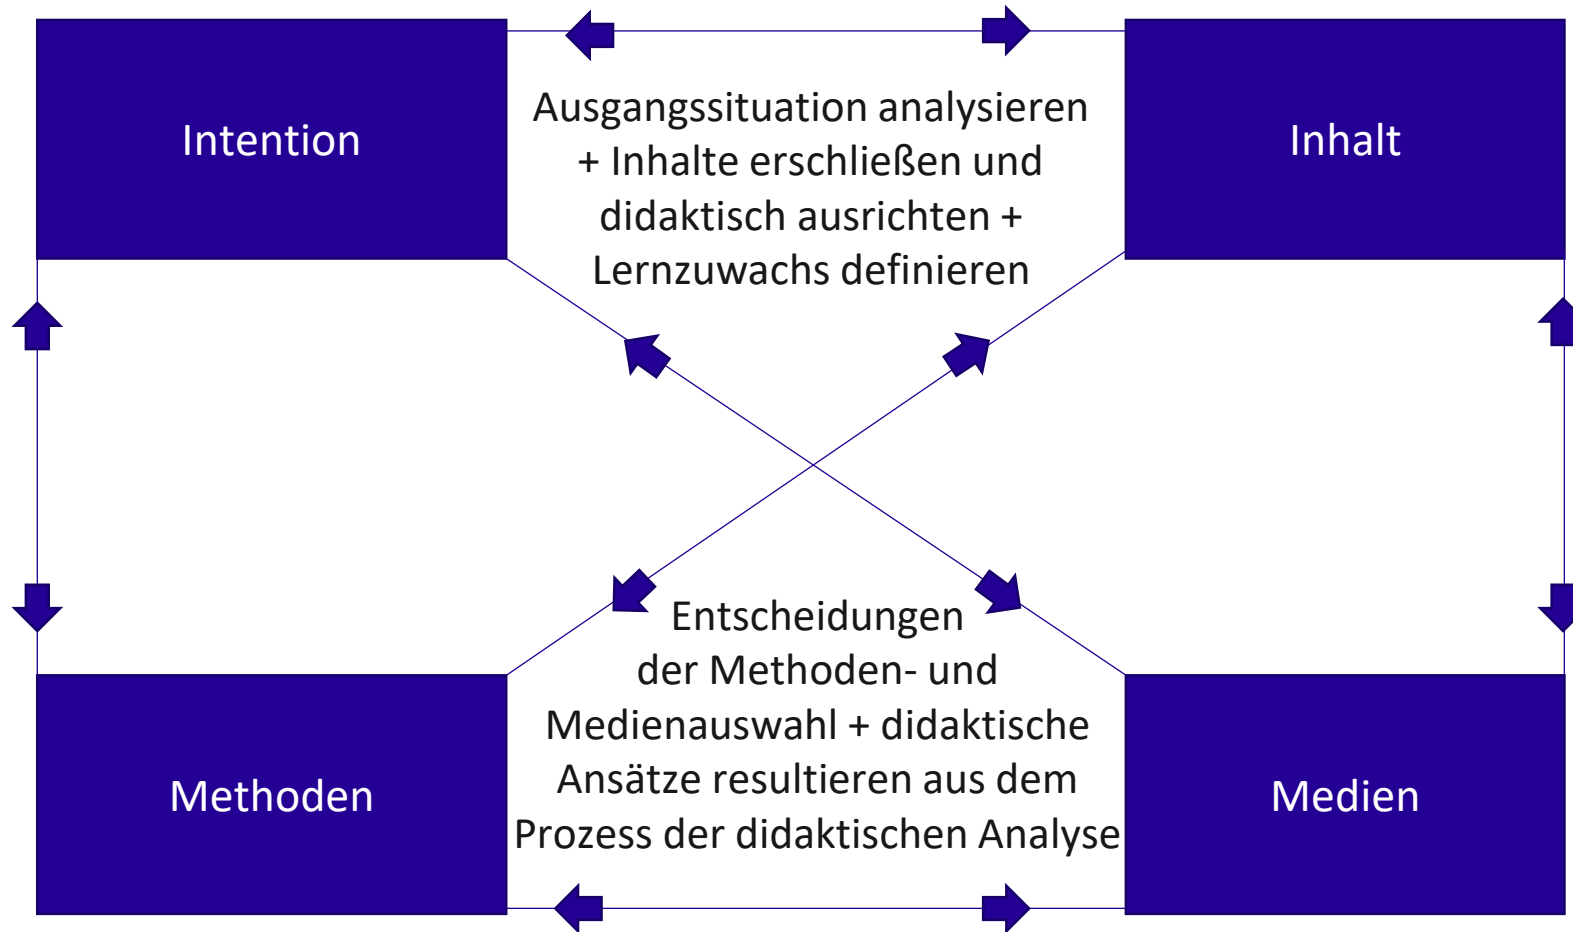 Intention
Ausgangssituation analysieren
+ Inhalte erschließen und
didaktisch ausrichten +
Lernzuwachs definieren
Inhalt
Methoden
Entscheidungen
der Methoden- und
Medienauswahl + didaktische
Ansätze resultieren aus dem
Prozess der didaktischen Analyse
Medien